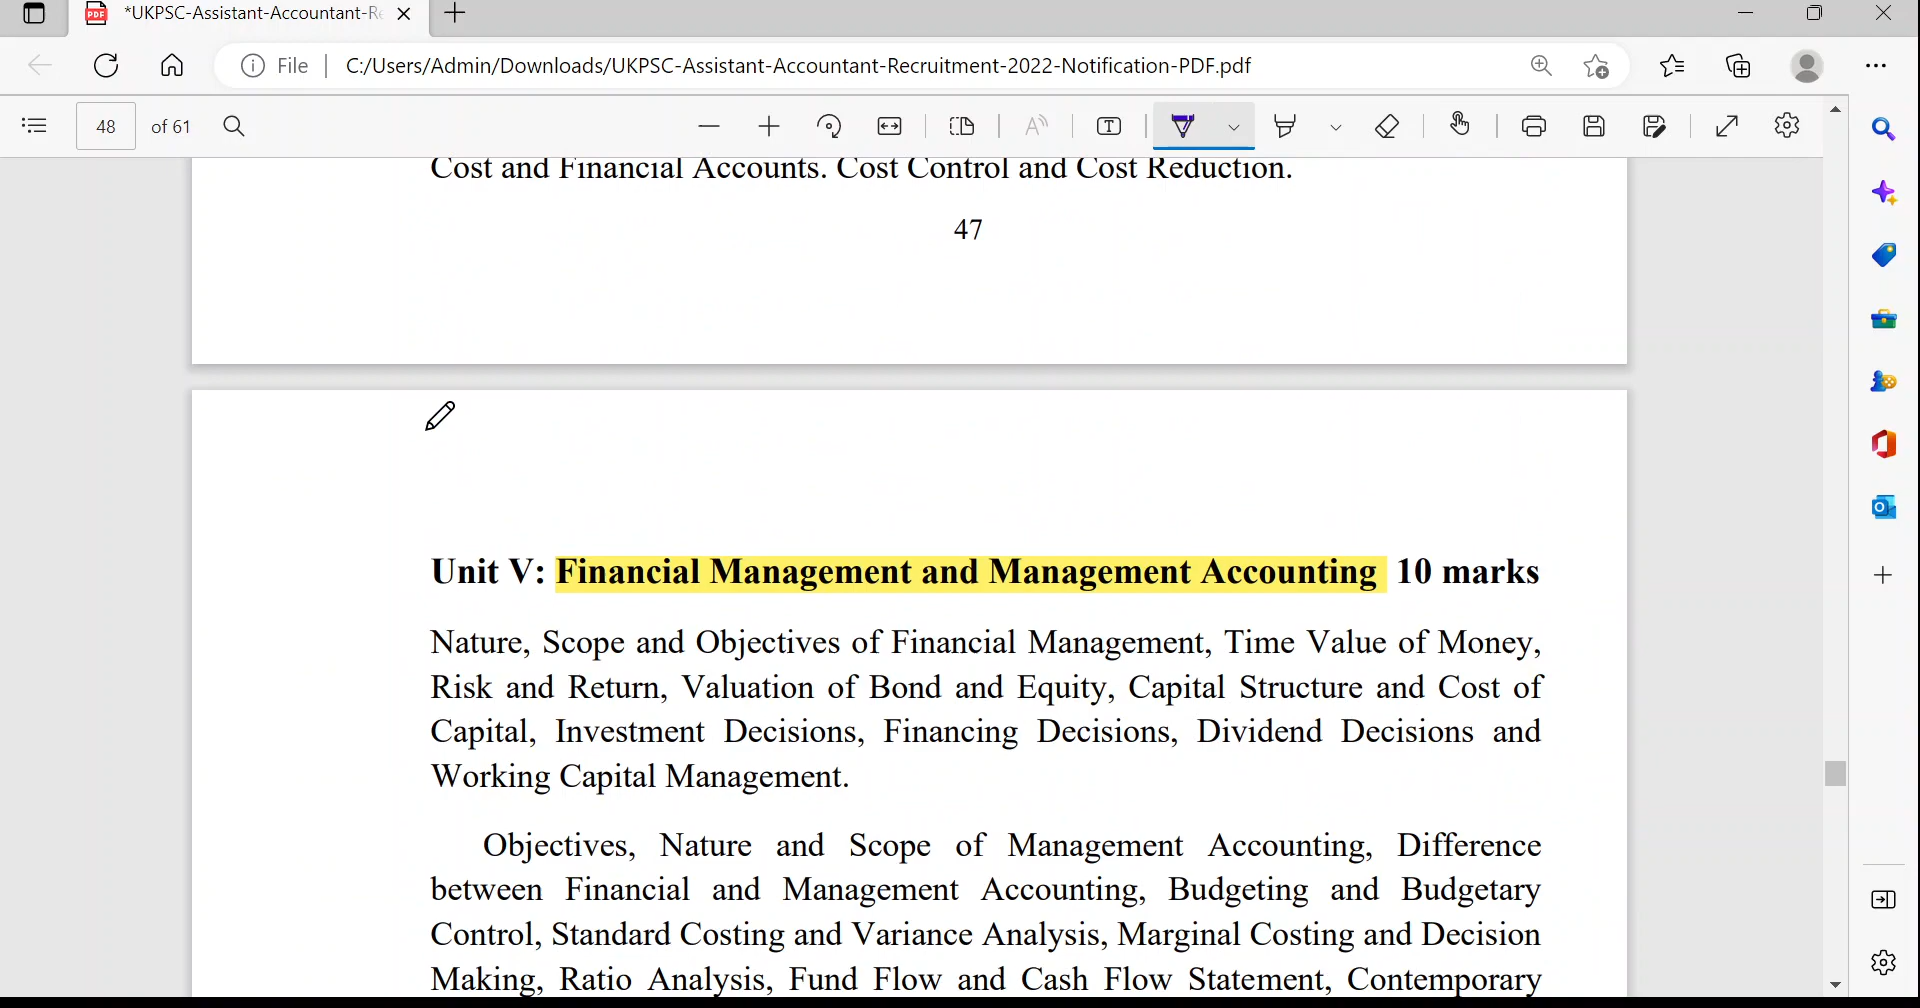 *UKPSC-Assistant-Accountant-Re
File
C:/Users/Admin/Downloads/UKPSC-Assistant-Accountant-Recruitment-2022-Notification-PDF.pdf
48 of 61
Cost and Financial Accounts. Cost Control and Cost Reduction.
47
Unit V: Financial Management and Management Accounting 10 marks
Nature, Scope and Objectives of Financial Management, Time Value of Money,
Risk and Return, Valuation of Bond and Equity, Capital Structure and Cost of
Capital, Investment Decisions, Financing Decisions, Dividend Decisions and
Working Capital Management.
Objectives, Nature and Scope of Management Accounting, Difference
between Financial and Management Accounting, Budgeting and Budgetary
Control, Standard Costing and Variance Analysis, Marginal Costing and Decision
Making, Ratio Analysis, Fund Flow and Cash Flow Statement, Contemporary